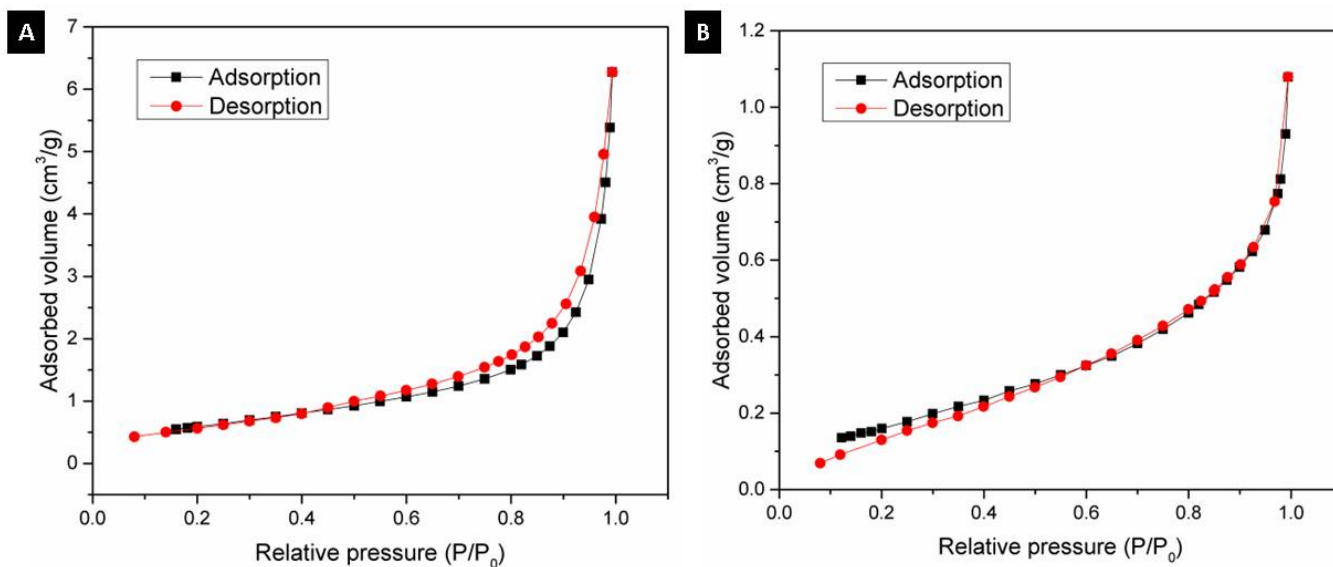 A
Adsorption
Desorption
Adsorbed volume (cm³/g)
7
6
5
4
3
2
1
0
0.0 0.2 0.4 0.6 0.8 1.0
Relative pressure (P/P₀)
B
Adsorption
Desorption
Adsorbed volume (cm³/g)
1.2
1.0
0.8
0.6
0.4
0.2
0.0
0.0 0.2 0.4 0.6 0.8 1.0
Relative pressure (P/P₀)